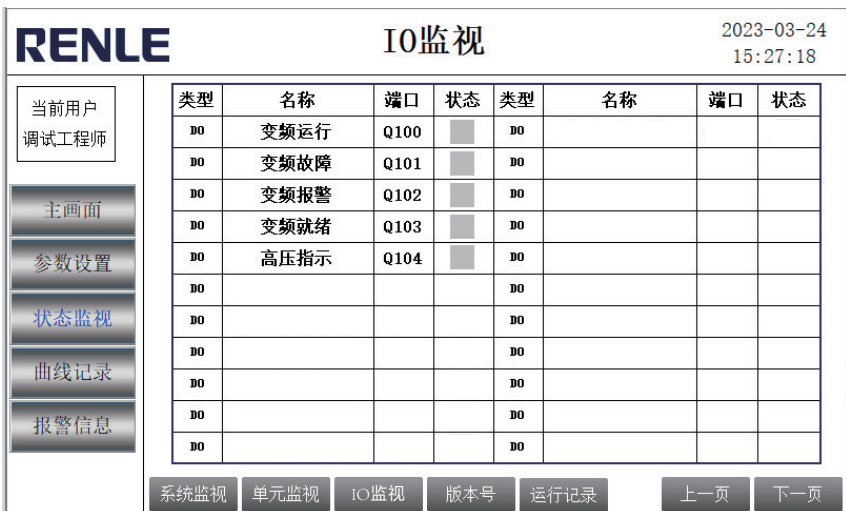 RENLE
IO监视
2023-03-24
15:27:18
当前用户
调试工程师
主画面
参数设置
状态监视
曲线记录
报警信息
类型 名称 端口 状态 类型 名称 端口 状态
DO 变频运行 Q100 DO
DO 变频故障 Q101 DO
DO 变频报警 Q102 DO
DO 变频就绪 Q103 DO
DO 高压指示 Q104 DO
DO DO
DO DO
DO DO
DO DO
DO DO
DO DO
系统监视 单元监视 IO监视 版本号 运行记录 上一页 下一页